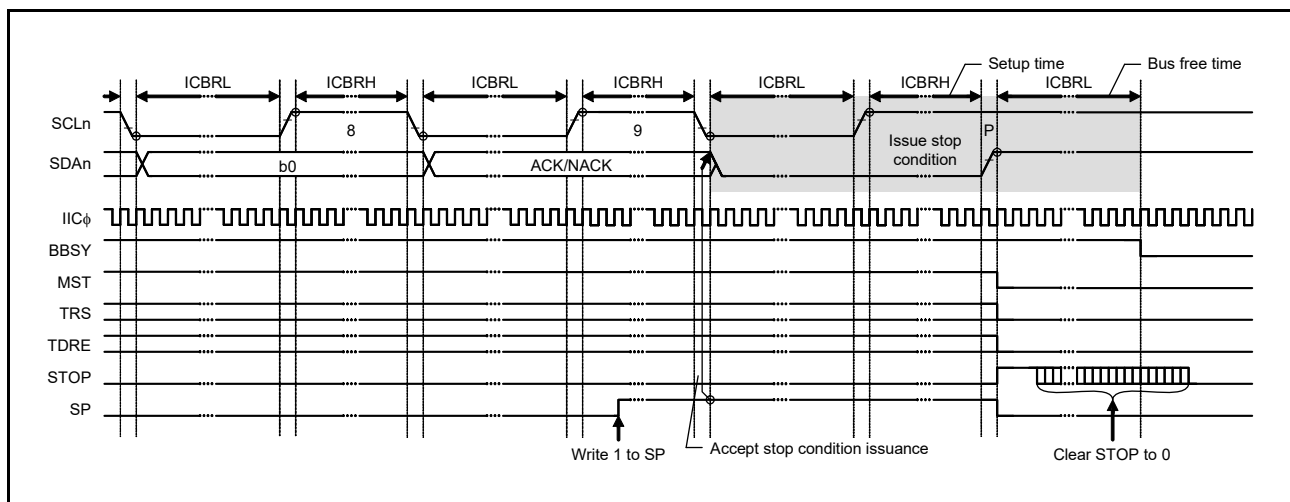 Setup time
Bus free time
ICBRL
ICBRH
ICBRL
ICBRH
ICBRL
ICBRH
ICBRL
SCLn
8
9
P
Issue stop
condition
SDAn
b0
ACK/NACK
IICϕ
BBSY
MST
TRS
TDRE
STOP
SP
Write 1 to SP
Accept stop condition issuance
Clear STOP to 0